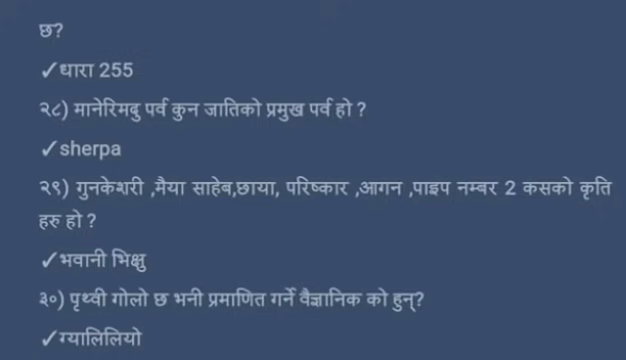 छ?
✓धारा 255
२८) मानेरिमदु पर्व कुन जातिको प्रमुख पर्व हो ?
✓sherpa
२९) गुनकेशरी ,मैया साहेब,छाया, परिष्कार ,आगन ,पाइप नम्बर 2 कसको कृति
हरु हो ?
✓भवानी भिक्षु
३०) पृथ्वी गोलो छ भनी प्रमाणित गर्ने वैज्ञानिक को हुन्?
✓ग्यालिलियो